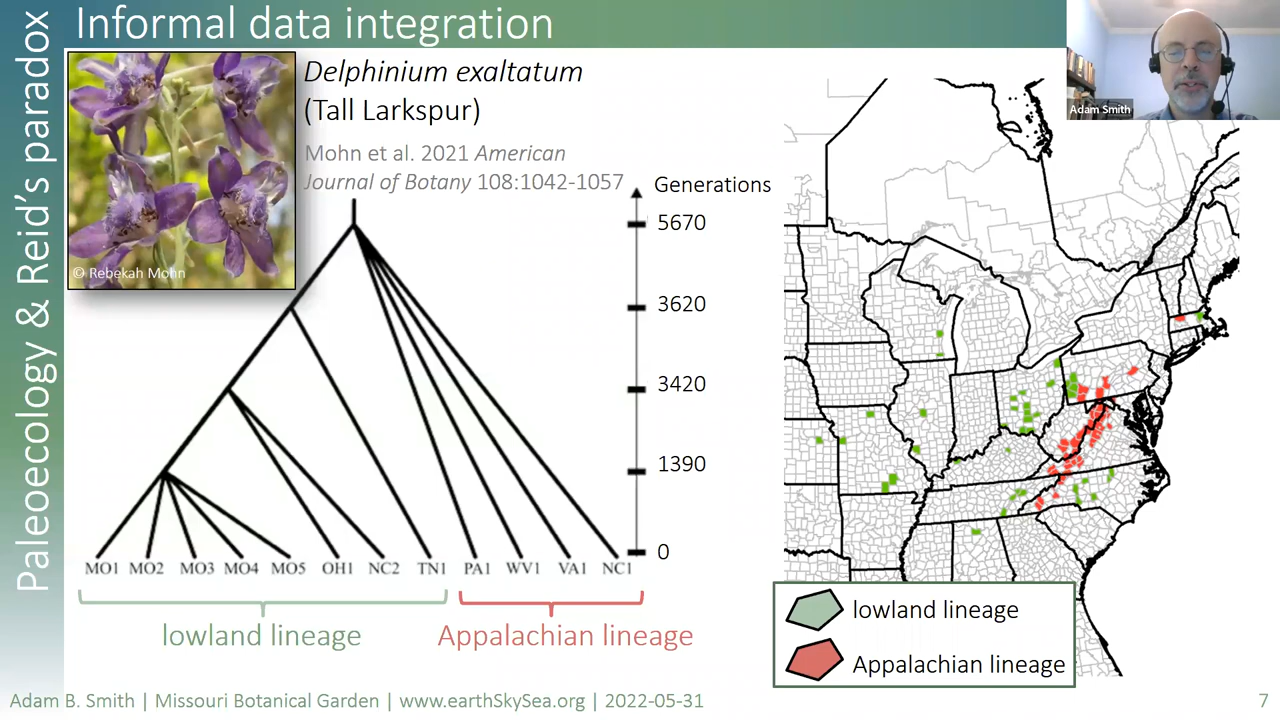 Paleoecology & Reid's paradox
Informal data integration
Delphinium exaltatum
(Tall Larkspur)
Mohn et al. 2021 American
Journal of Botany 108:1042-1057
© Rebekah Mohn
Adam Smith
Generations
5670
3620
3420
1390
0
MO1 MO2 MO3 MO4 MO5 OH1 NC2 TN1 PA1 WV1 VA1 NC1
lowland lineage
Appalachian lineage
lowland lineage
Appalachian lineage
Adam B. Smith | Missouri Botanical Garden | www.earthSkySea.org | 2022-05-31
7